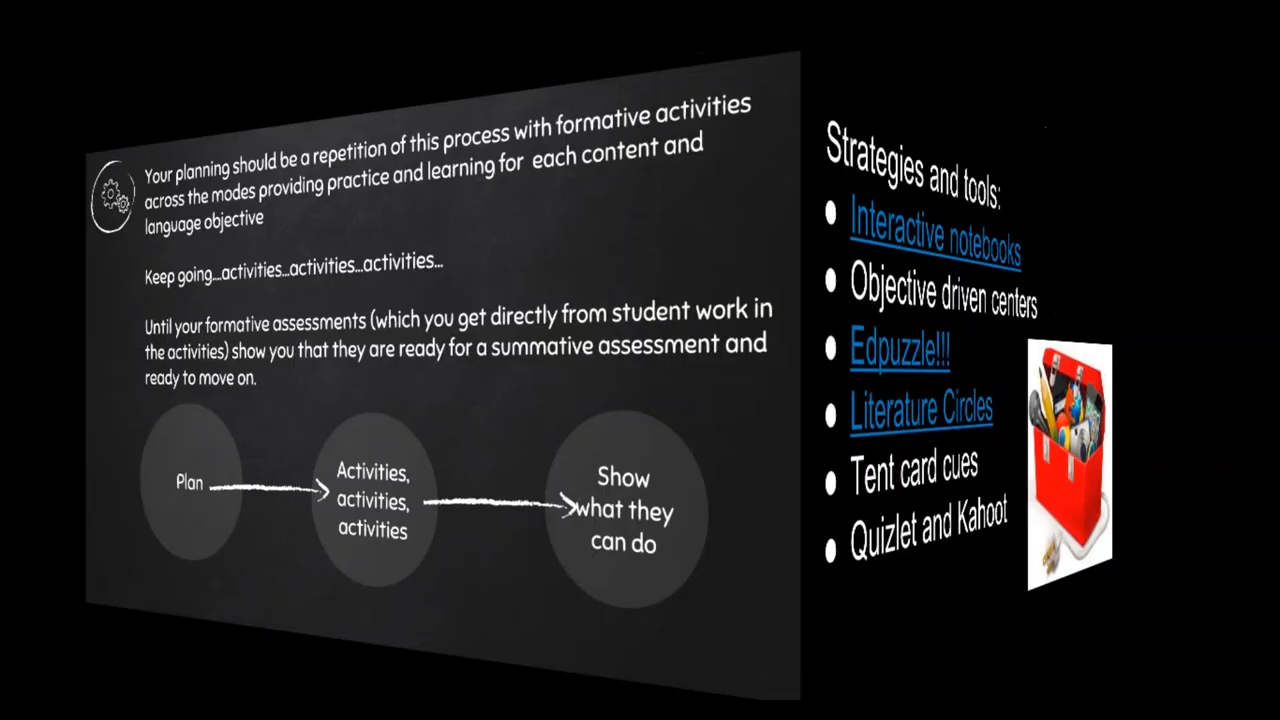 Your planning should be a repetition of this process with formative activities
across the modes providing practice and learning for each content and
language objective
Keep going...activities...activities...activities...
Until your formative assessments (which you get directly from student work in
the activities) show you that they are ready for a summative assessment and
ready to move on.
Plan
Activities,
activities,
activities
Show
what they
can do
Strategies and tools:
Interactive notebooks
Objective driven centers
Edpuzzle!!!
Literature Circles
Tent card cues
Quizlet and Kahoot